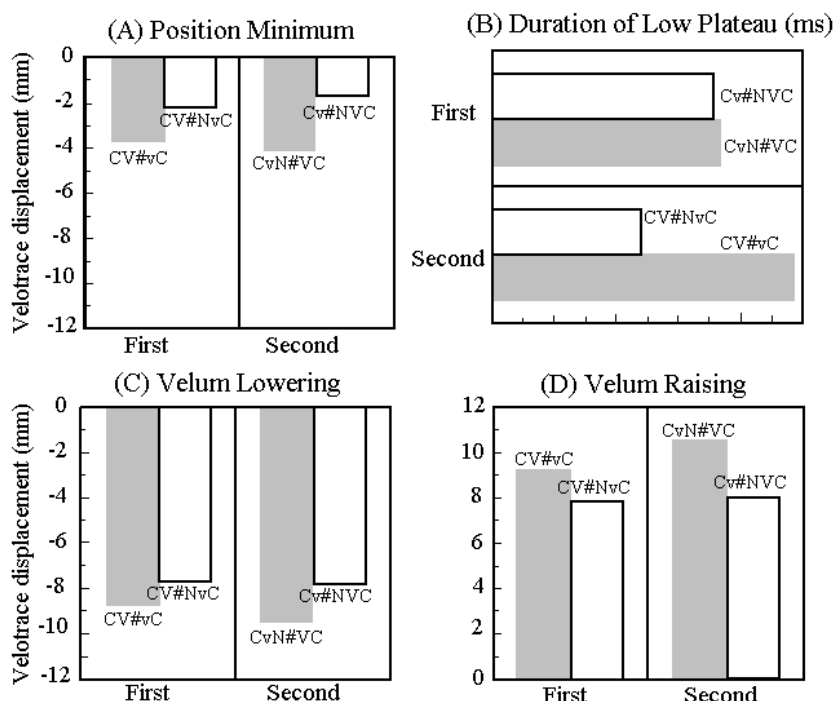 (A) Position Minimum
Velotrace displacement (mm)
0
-2
-4
-6
-8
-10
-12
CV#vC
CV#NvC
CvN#VC
Cv#NVC
First
Second
(B) Duration of Low Plateau (ms)
First
Cv#NVC
CvN#VC
Second
CV#NvC
CV#vC
(C) Velum Lowering
Velotrace displacement (mm)
0
-2
-4
-6
-8
-10
-12
CV#vC
CV#NvC
CvN#VC
Cv#NVC
First
Second
(D) Velum Raising
12
10
8
6
4
2
0
CV#vC
CV#NvC
CvN#VC
Cv#NVC
First
Second